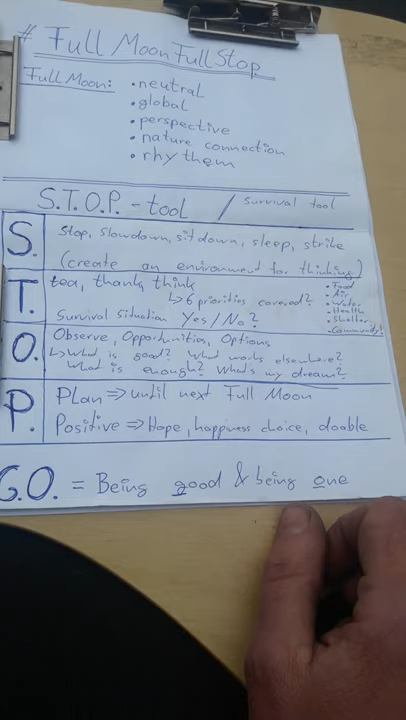 # Full Moon Full Stop
Full Moon: • neutral
• global
• perspective
• nature connection
• rhy them
S.T.O.P. - tool / survival tool
S. Stop, slowdown, sit down, sleep, strike
(create an environment for thinking)
T. tea, thank, think
↳ 6 priorities covered?
• Food
• Air
• Water
• Health
• Shelter
• Community!
Survival Situation Yes / No?
O. Observe, Opportunities, Options
↳ What is good? What works elsewhere?
What is enough? What's my dream?
P. Plan ⇒ until next Full Moon
Positive ⇒ Hope, happiness choice, doable
G.O. = Being good & being one